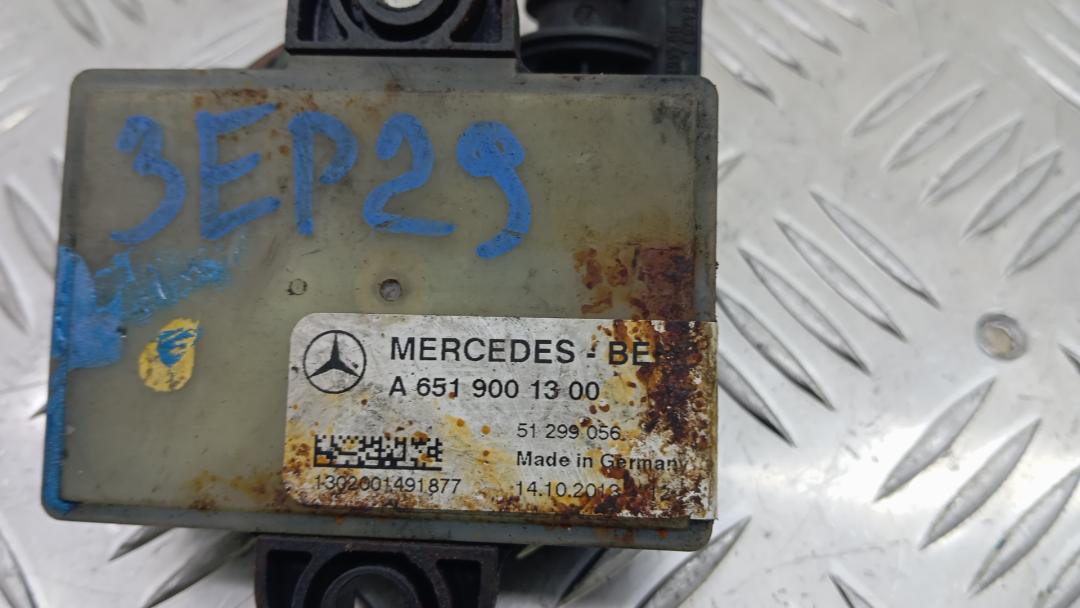 3EP29
MERCEDES - BE
A 651 900 13 00
51 299 056
Made in Germany
1302001491877
14.10.2013